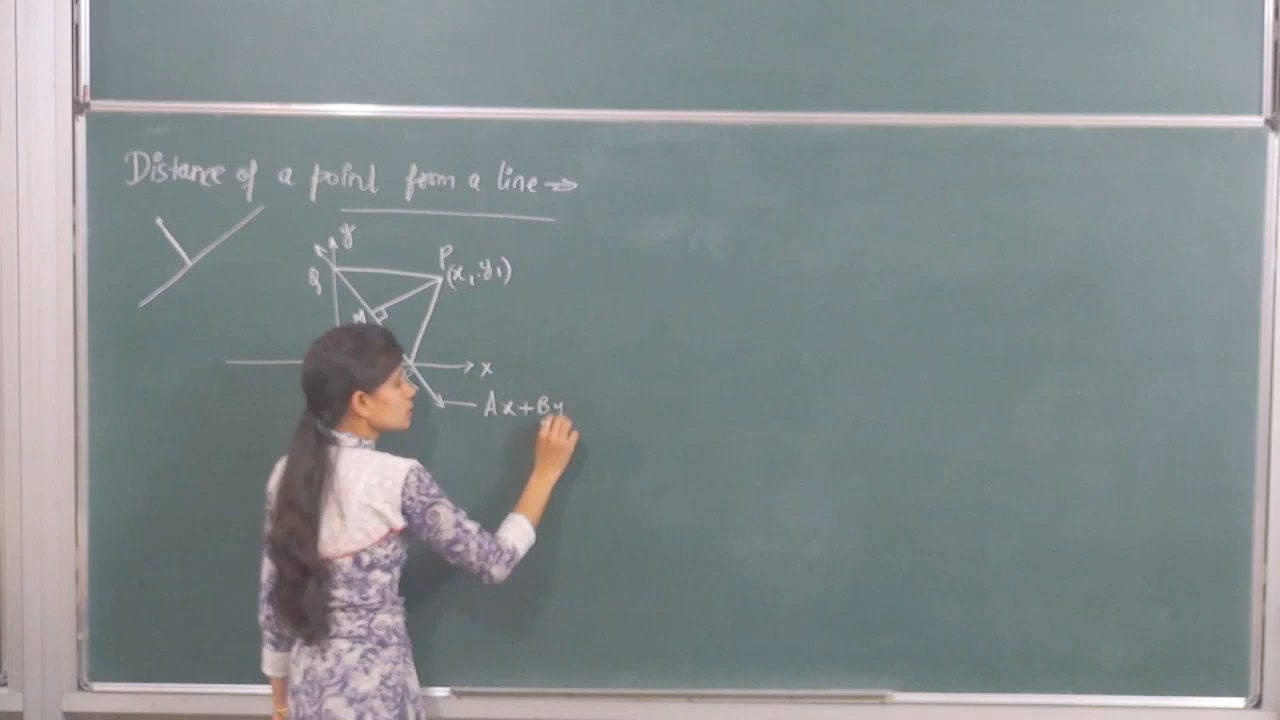 Distance of a point from a line ⇒
y
P
Q
(x₁, y₁)
M
x
Ax+By